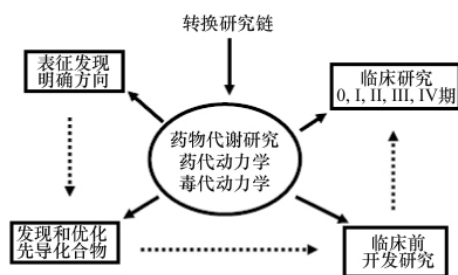 转换研究链
表征发现
明确方向
临床研究
0, I, II, III, IV期
药物代谢研究
药代动力学
毒代动力学
发现和优化
先导化合物
临床前
开发研究